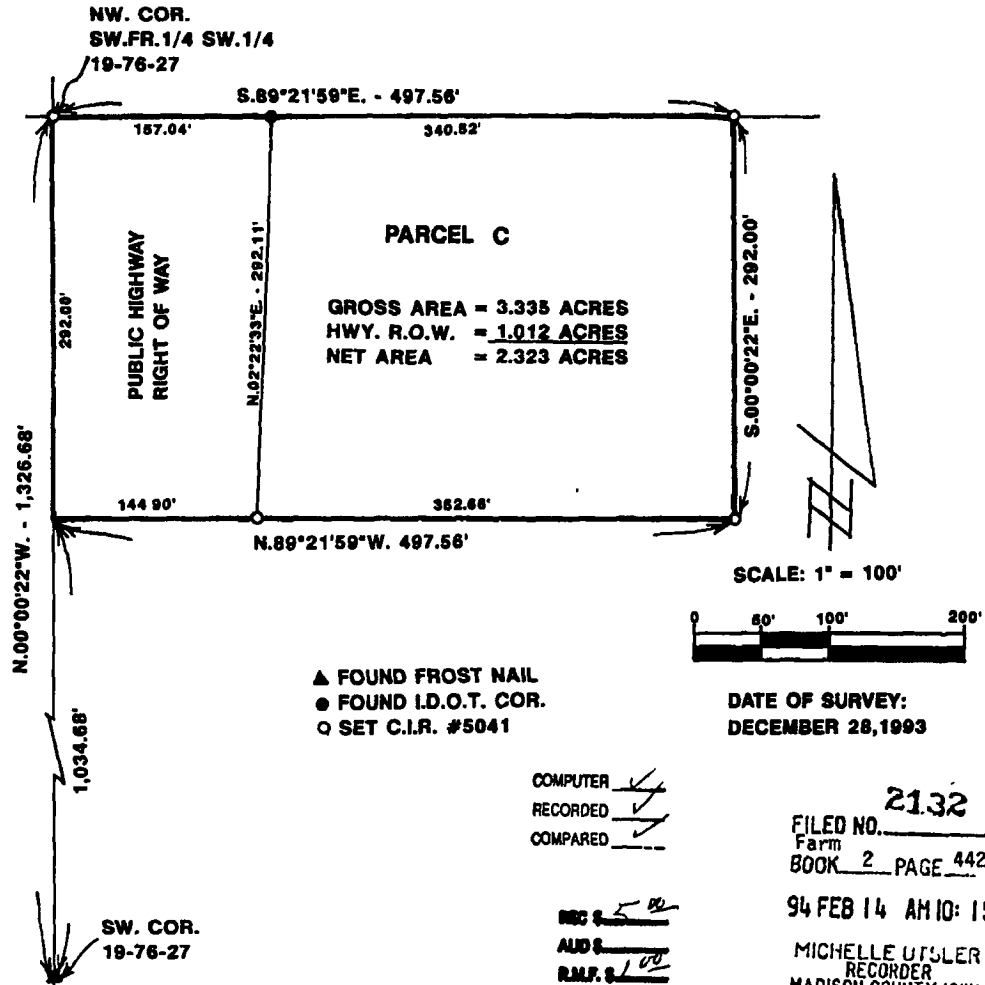 NW. COR.
SW.FR.1/4 SW.1/4
19-76-27
S.89°21'59"E. - 497.56'
157.04'
340.52'
292.00'
PUBLIC HIGHWAY
RIGHT OF WAY
N.02°22'33"E. - 292.11'
PARCEL C
GROSS AREA = 3.335 ACRES
HWY. R.O.W. = 1.012 ACRES
NET AREA = 2.323 ACRES
S.00°00'22"E. - 292.00'
144.90'
352.66'
N.89°21'59"W. 497.56'
N.00°00'22"W. - 1,326.68'
1,034.68'
SCALE: 1" = 100'
0 50' 100' 200'
▲ FOUND FROST NAIL
● FOUND I.D.O.T. COR.
○ SET C.I.R. #5041
DATE OF SURVEY:
DECEMBER 28,1993
COMPUTER ✓
RECORDED ✓
COMPARED ✓
2132
FILED NO.
Farm
BOOK 2 PAGE 442
94 FEB 14 AM 10: 15
MICHELLE UTSLER
RECORDER
MADISON COUNTY
REC $ 5 00
AUD $
R.M.F. $ 1 00
SW. COR.
19-76-27